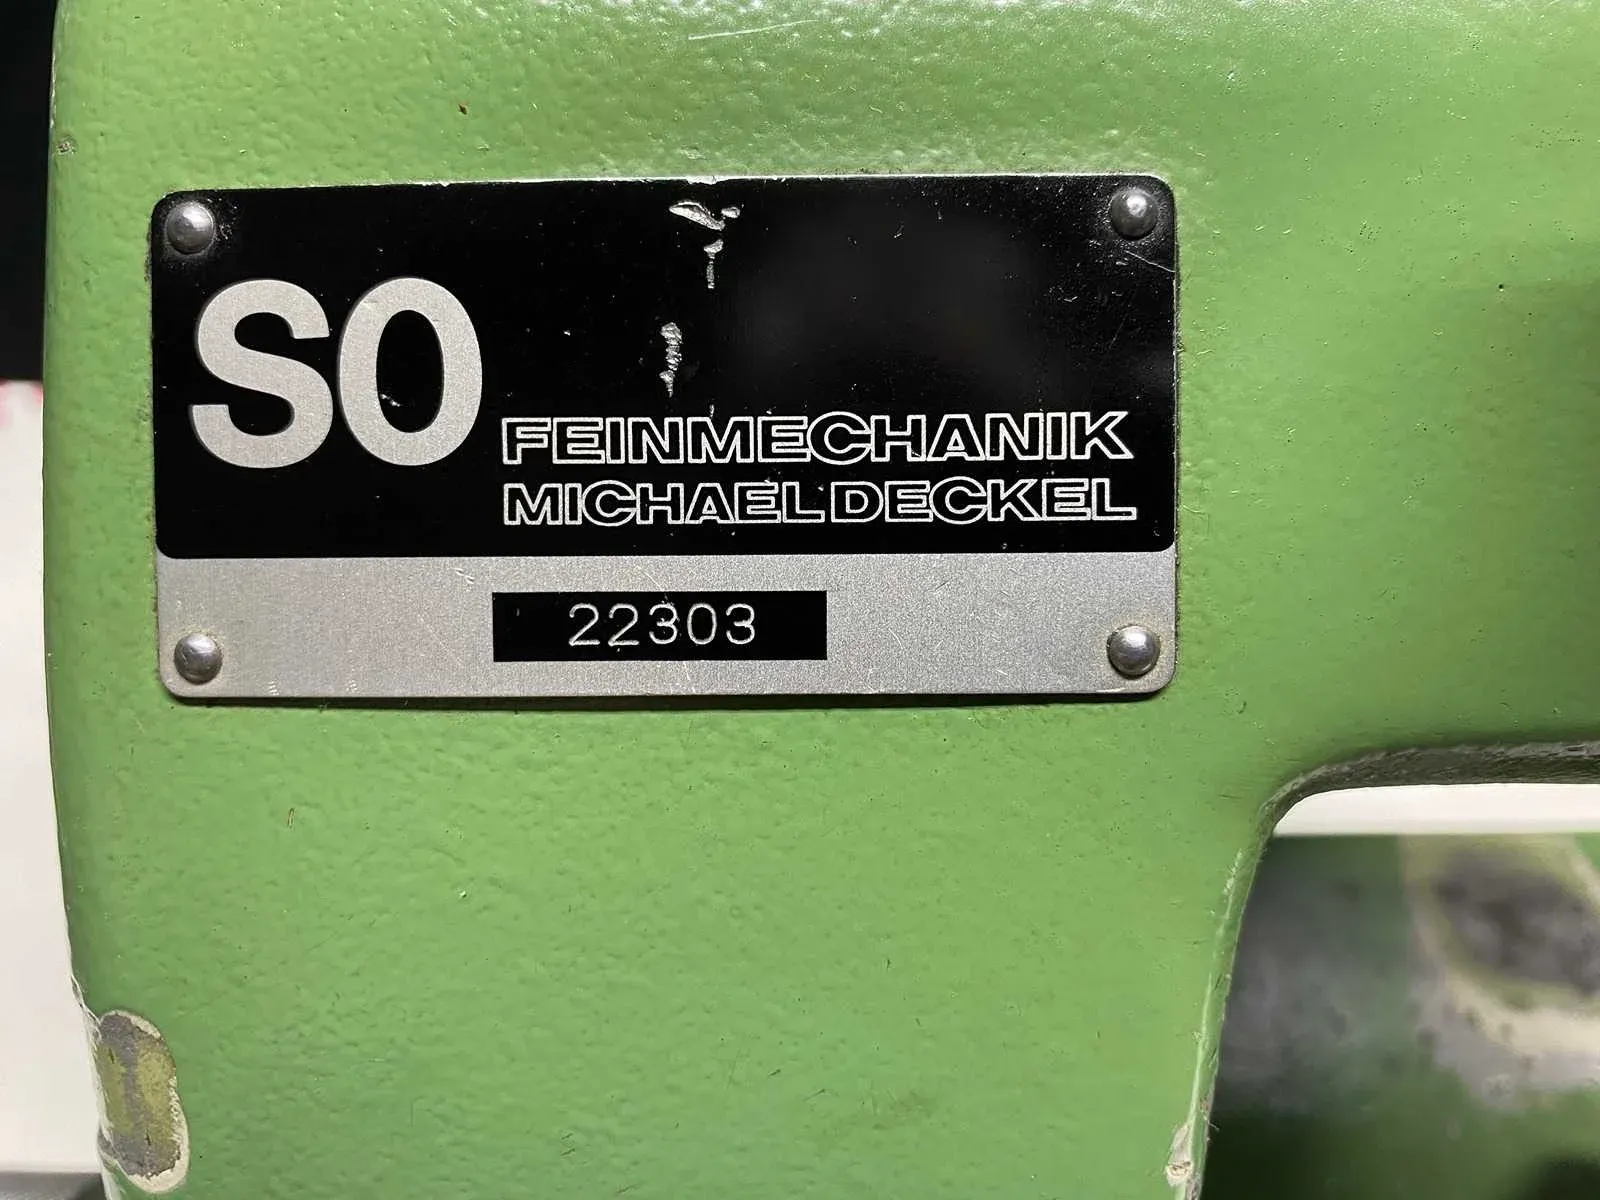 SO
FEINMECHANIK
MICHAEL DECKEL
22303